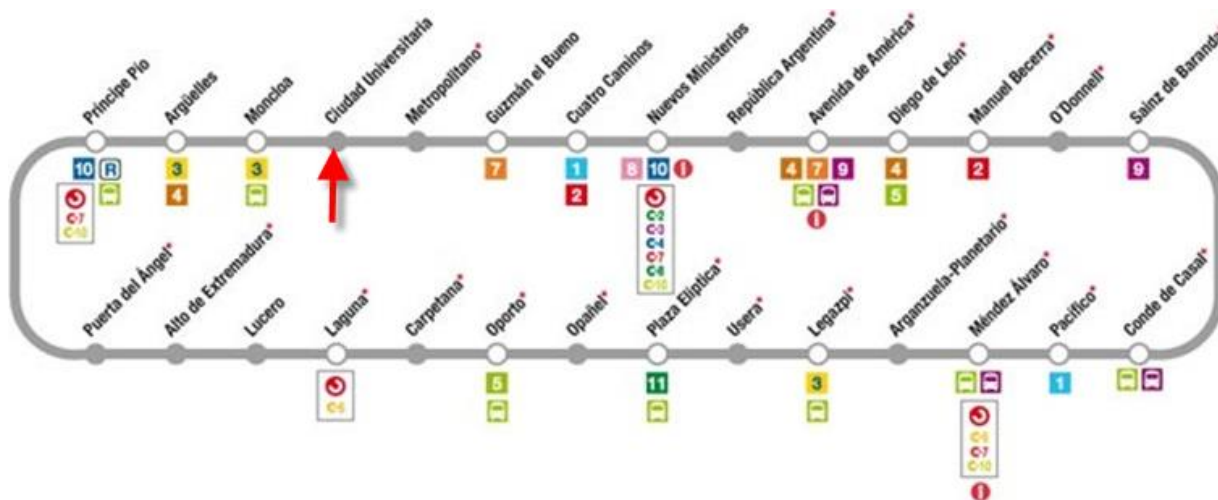 Príncipe Pío
Argüelles
Moncloa
Ciudad Universitaria
Metropolitano*
Guzmán el Bueno
Cuatro Caminos
Nuevos Ministerios
República Argentina*
Avenida de América*
Diego de León*
Manuel Becerra*
O´Donnell*
Sainz de Baranda*
10 R
3
3
7
1
8 10 i
4 7 9
4
2
9
4
2
5
i
C-7
C-10
C-2
C-3
C-4
C-7
C-8
C-10
Puerta del Ángel*
Alto de Extremadura*
Lucero
Laguna*
Carpetana*
Oporto*
Opañel*
Plaza Elíptica*
Usera*
Legazpi*
Arganzuela-Planetario*
Méndez Álvaro*
Pacífico*
Conde de Casal*
5
11
3
1
C-5
C-5
C-7
C-10
i